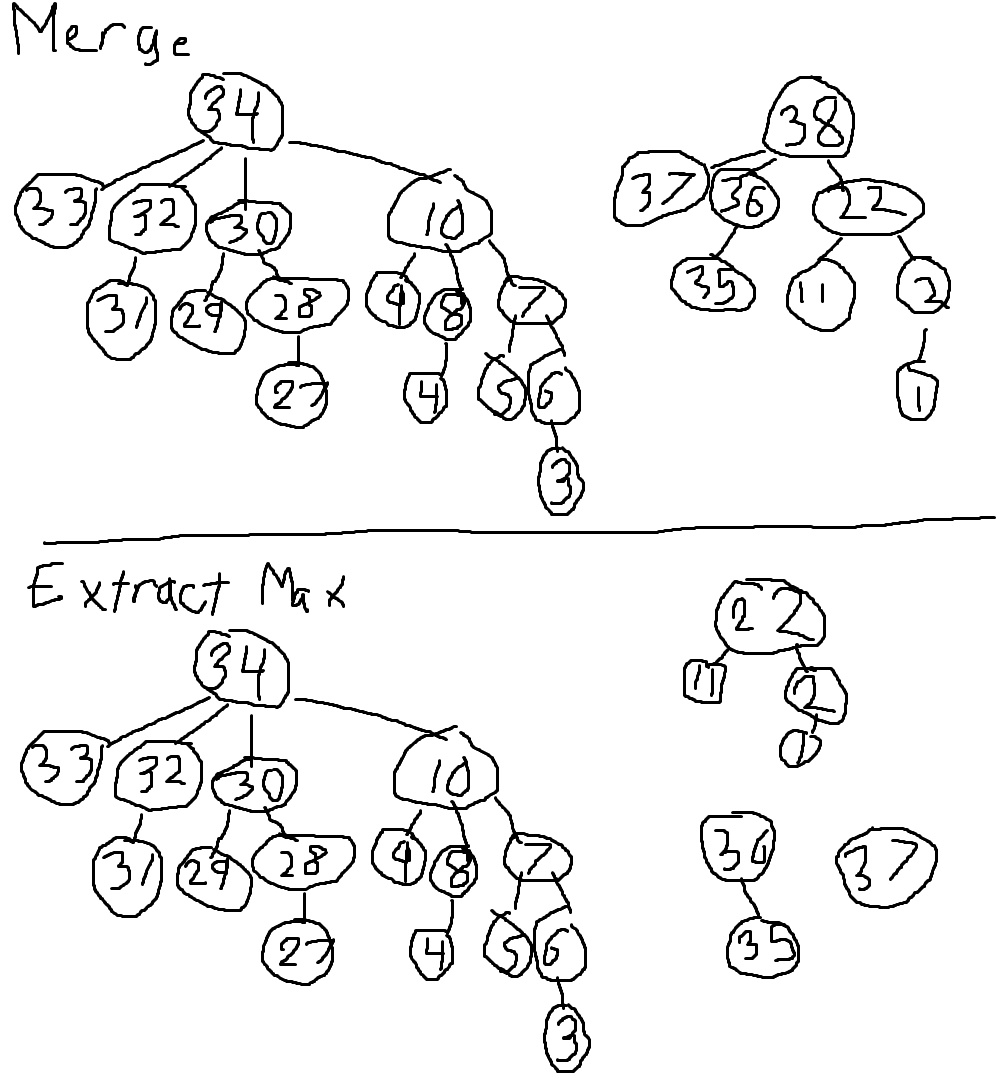 Merge
34 38
33 32 30 10 37 36 22
31 29 28 9 8 7 35 11 2
27 4 5 6 1
3
Extract Max
22
34 11 2
33 32 30 10 1
31 29 28 9 8 7 36 37
27 4 5 6 35
3